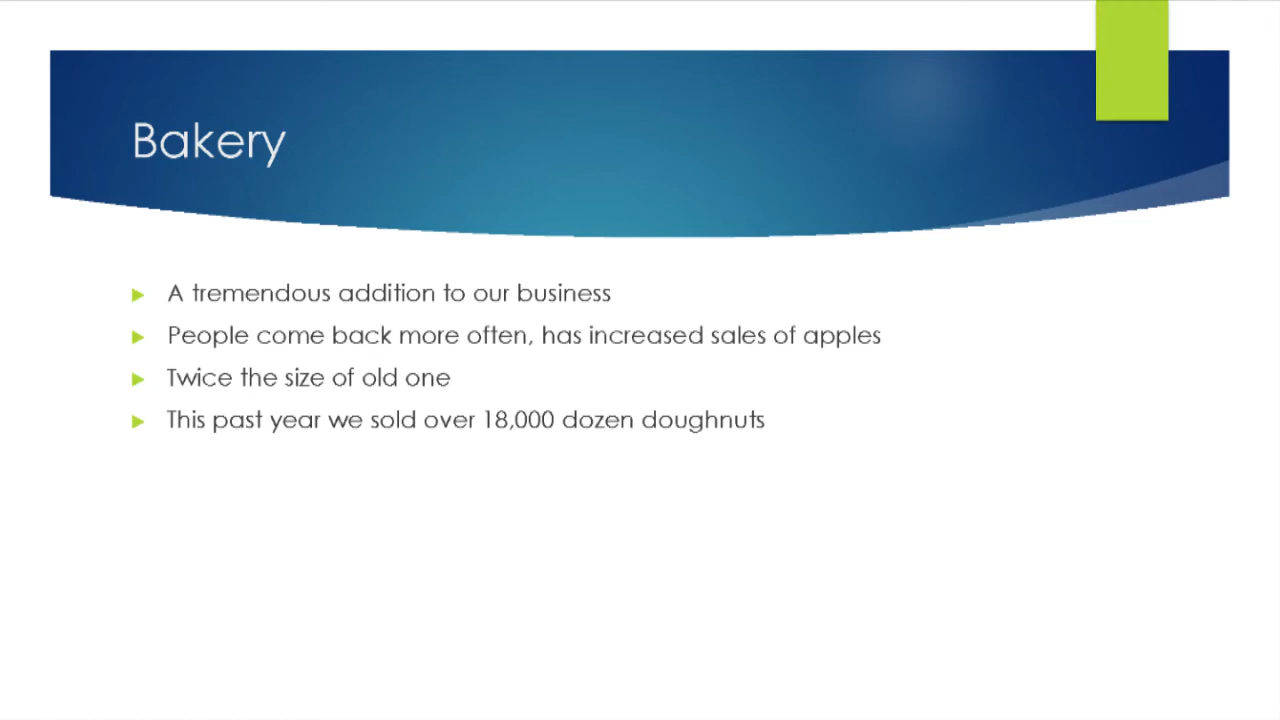 Bakery
A tremendous addition to our business
People come back more often, has increased sales of apples
Twice the size of old one
This past year we sold over 18,000 dozen doughnuts